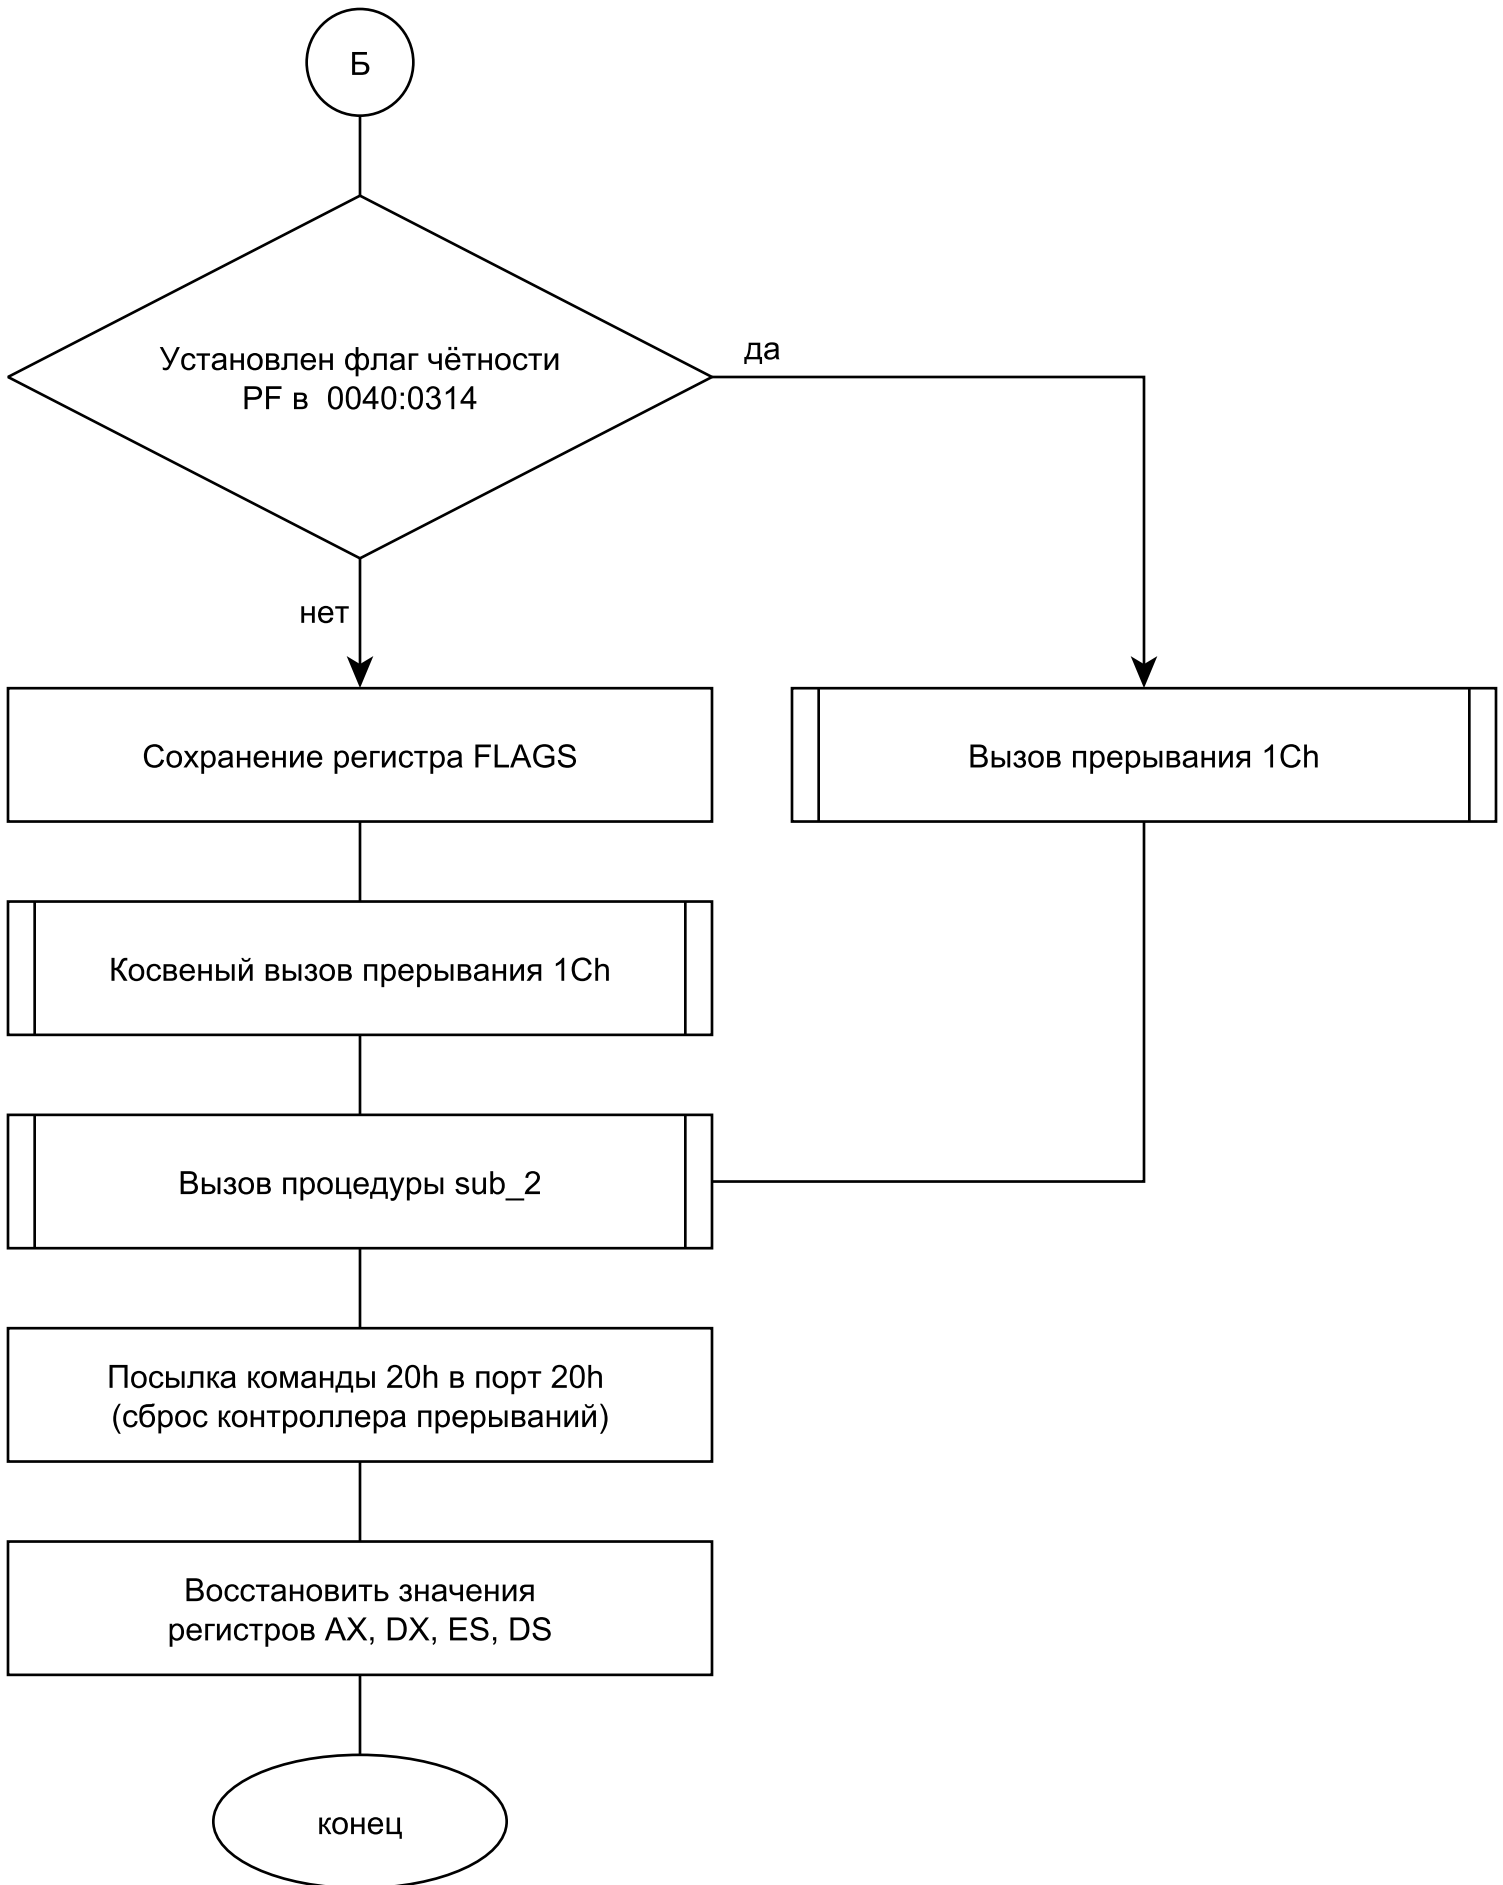 Б
Установлен флаг чётности
PF в  0040:0314
да
нет
Сохранение регистра FLAGS
Вызов прерывания 1Ch
Косвеный вызов прерывания 1Ch
Вызов процедуры sub_2
Посылка команды 20h в порт 20h
(сброс контроллера прерываний)
Восстановить значения
регистров AX, DX, ES, DS
конец